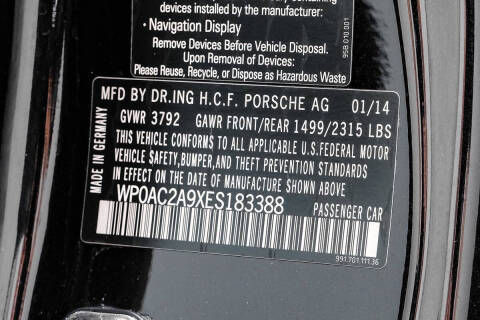 devices installed by the manufacturer:
• Navigation Display
Remove Devices Before Vehicle Disposal.
Upon Removal of Devices:
Please Reuse, Recycle, or Dispose as Hazardous Waste
95B 010 001
MFD BY DR.ING H.C.F. PORSCHE AG 01/14
GVWR 3792 GAWR FRONT/REAR 1499/2315 LBS
THIS VEHICLE CONFORMS TO ALL APPLICABLE U.S.FEDERAL MOTOR
VEHICLE SAFETY,BUMPER,AND THEFT PREVENTION STANDARDS
IN EFFECT ON THE DATE OF MANUFACTURE SHOWN ABOVE.
WP0AC2A9XES183388 PASSENGER CAR
MADE IN GERMANY
991.701.111.36